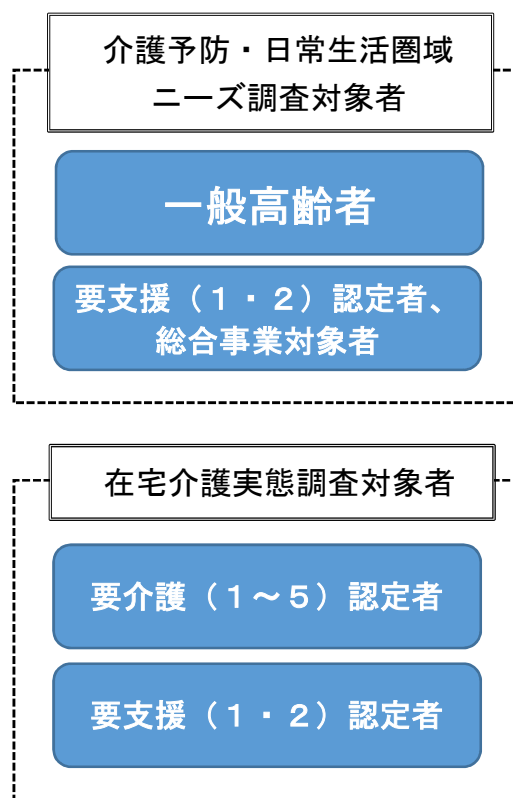 介護予防・日常生活圏域
ニーズ調査対象者
一般高齢者
要支援（１・２）認定者、
総合事業対象者
在宅介護実態調査対象者
要介護（１～５）認定者
要支援（１・２）認定者